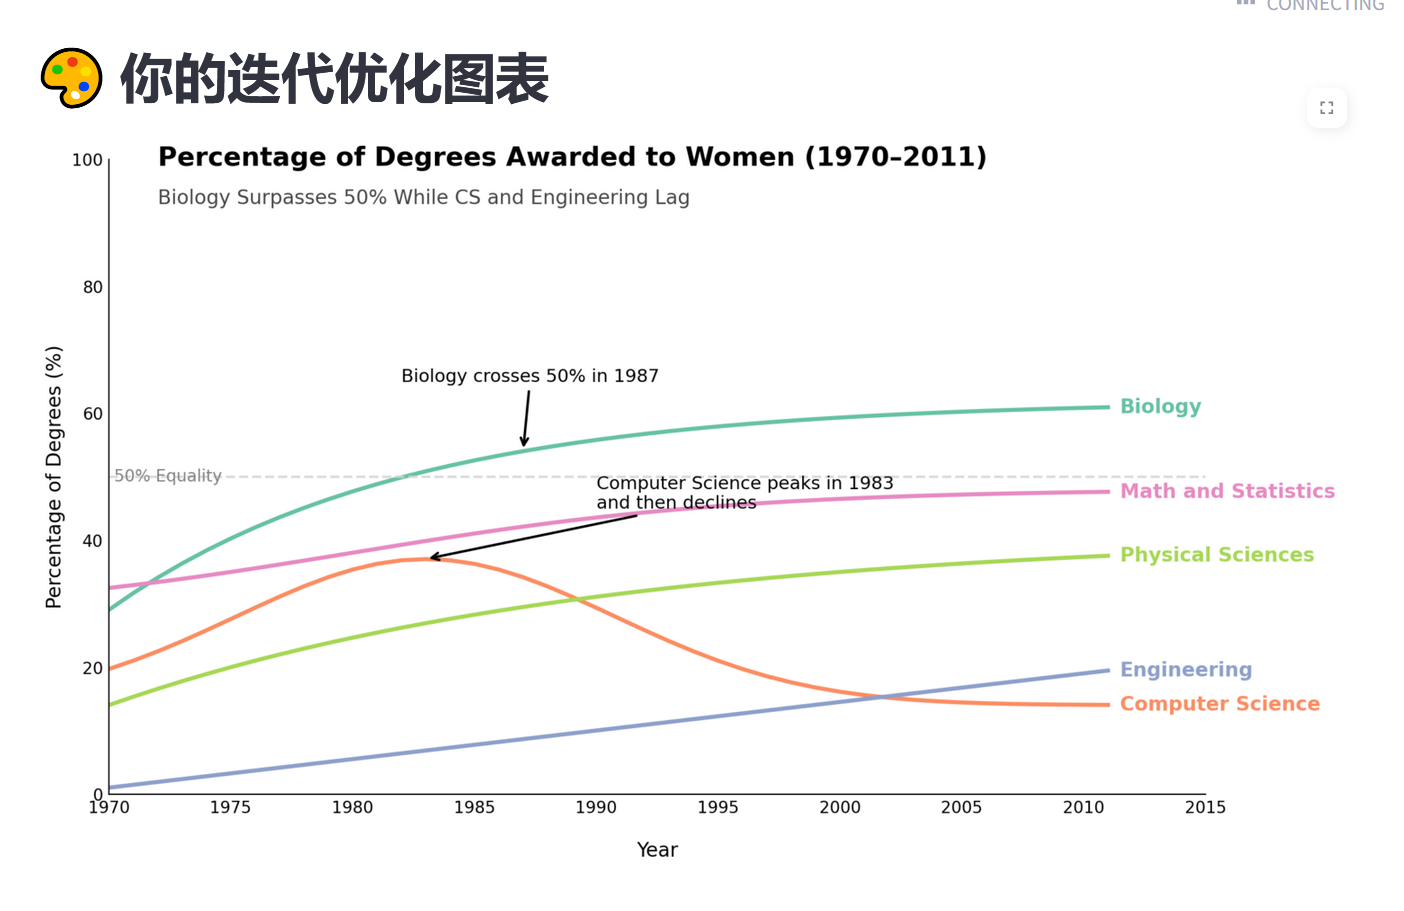 CONNECTING
你的迭代优化图表
Percentage of Degrees Awarded to Women (1970–2011)
Biology Surpasses 50% While CS and Engineering Lag
100
80
60
40
20
0
Percentage of Degrees (%)
Biology crosses 50% in 1987
50% Equality
Computer Science peaks in 1983
and then declines
Biology
Math and Statistics
Physical Sciences
Engineering
Computer Science
1970 1975 1980 1985 1990 1995 2000 2005 2010 2015
Year